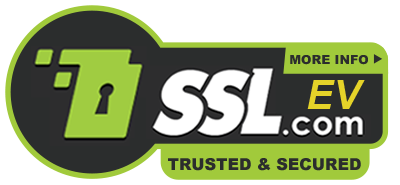 MORE INFO
SSL EV
.com
TRUSTED & SECURED